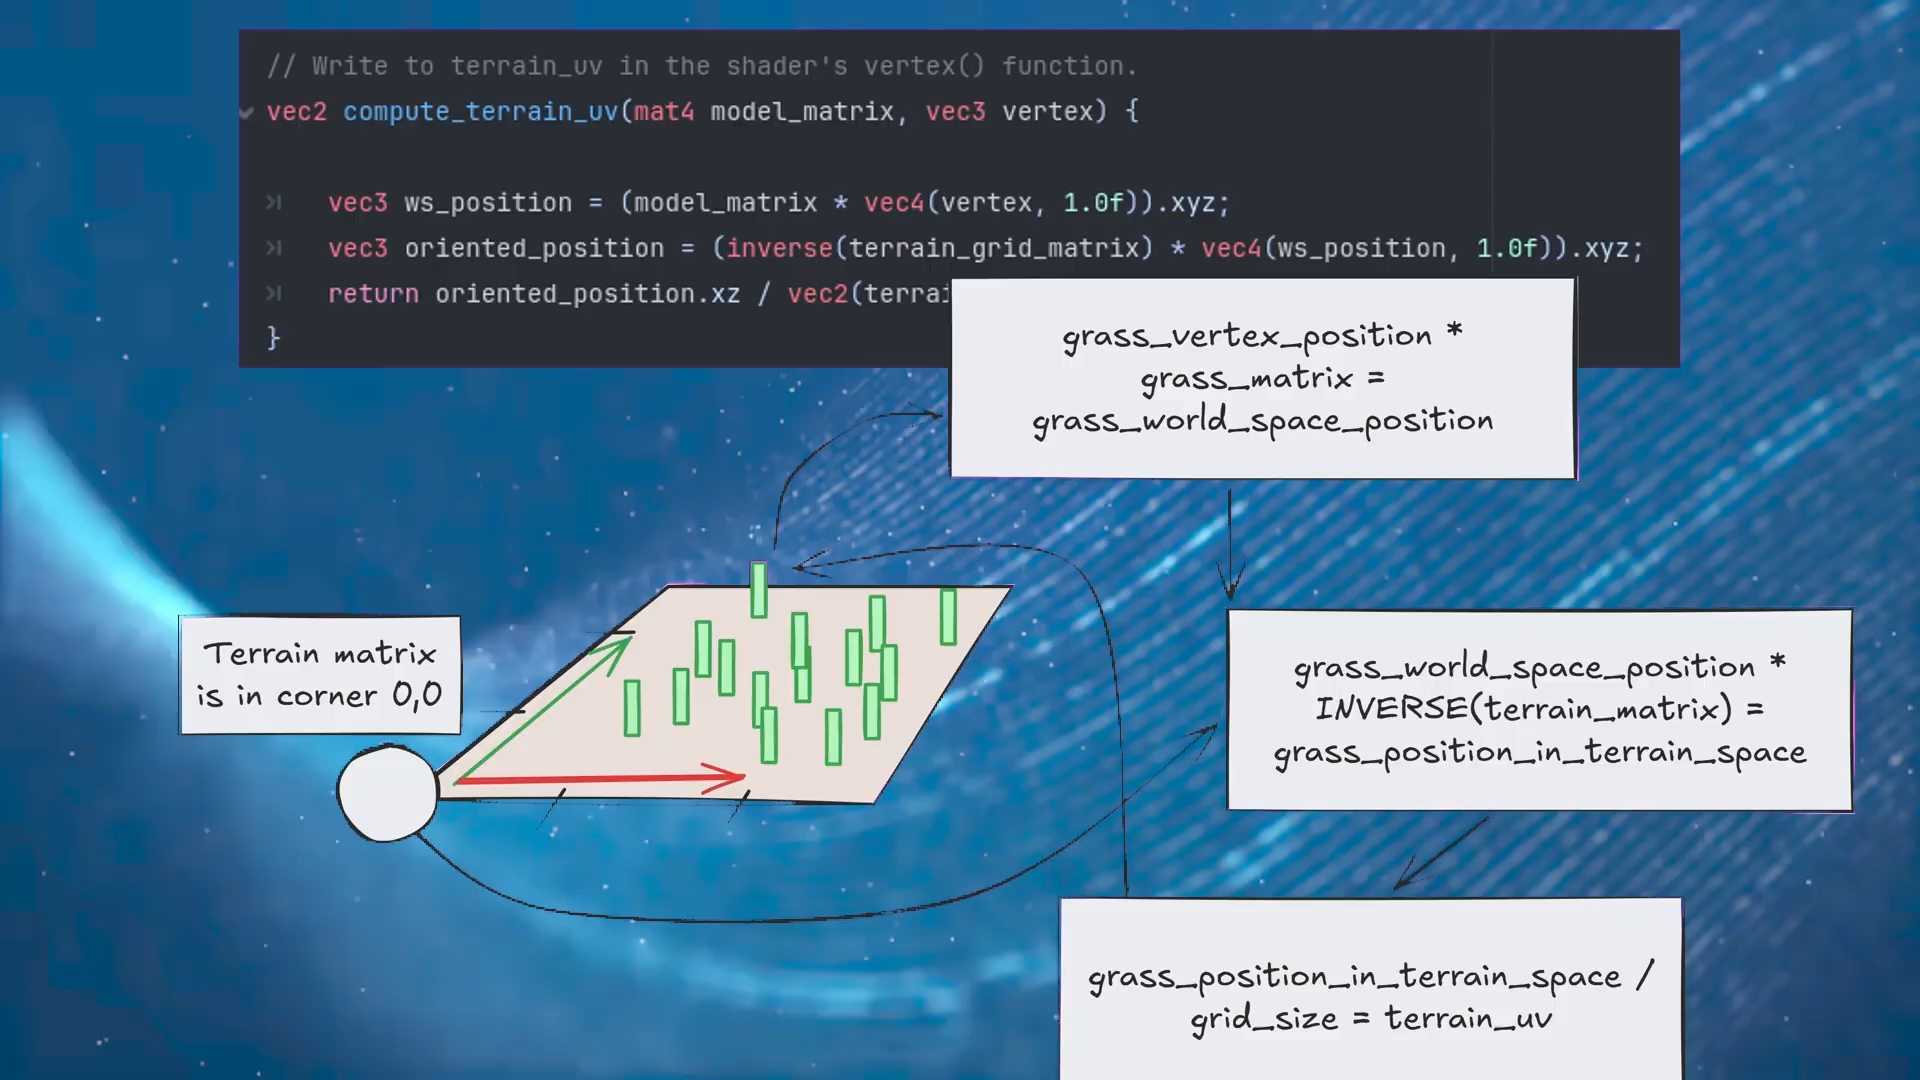 // Write to terrain_uv in the shader's vertex() function.
vec2 compute_terrain_uv(mat4 model_matrix, vec3 vertex) {
vec3 ws_position = (model_matrix * vec4(vertex, 1.0f)).xyz;
vec3 oriented_position = (inverse(terrain_grid_matrix) * vec4(ws_position, 1.0f)).xyz;
return oriented_position.xz / vec2(terrai
}
grass_vertex_position *
grass_matrix =
grass_world_space_position
Terrain matrix
is in corner 0,0
grass_world_space_position *
INVERSE(terrain_matrix) =
grass_position_in_terrain_space
grass_position_in_terrain_space /
grid_size = terrain_uv